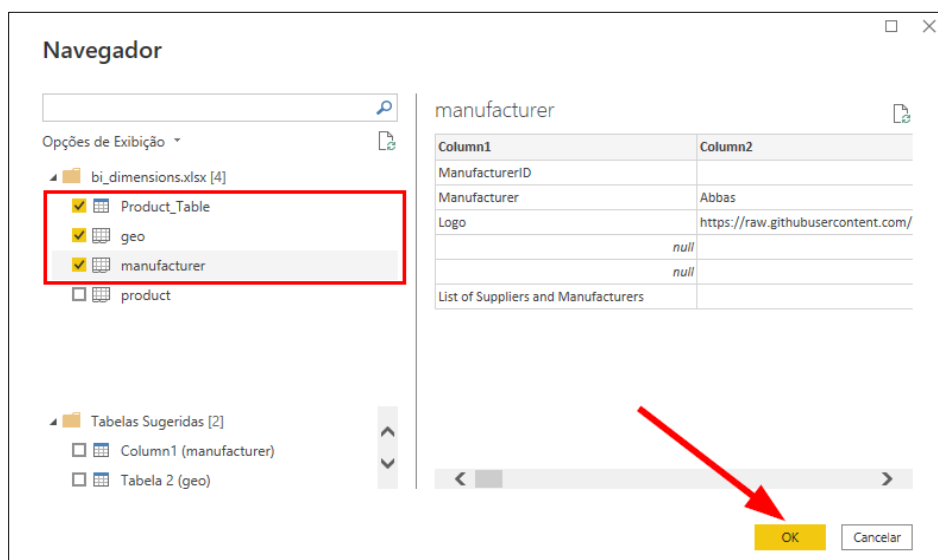 Navegador
Opções de Exibição
bi_dimensions.xlsx [4]
Product_Table
geo
manufacturer
product
Tabelas Sugeridas [2]
Column1 (manufacturer)
Tabela 2 (geo)
manufacturer
Column1 Column2
ManufacturerID
Manufacturer Abbas
Logo https://raw.githubusercontent.com/
null
null
List of Suppliers and Manufacturers
OK Cancelar